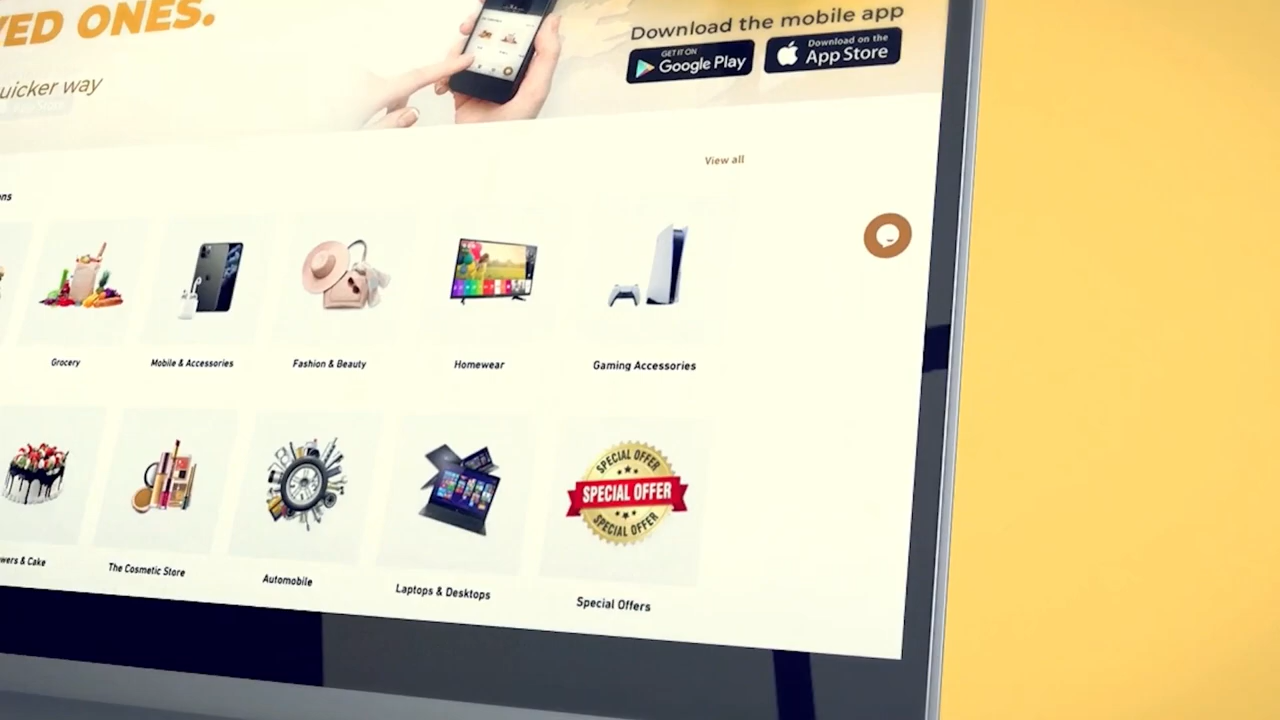 VED ONES.
uicker way
Download the mobile app
GET IT ON
Google Play
Download on the
App Store
View all
ons
Grocery
Mobile & Accessories
Fashion & Beauty
Homewear
Gaming Accessories
SPECIAL OFFER
SPECIAL OFFER
SPECIAL OFFER
wers & Cake
The Cosmetic Store
Automobile
Laptops & Desktops
Special Offers